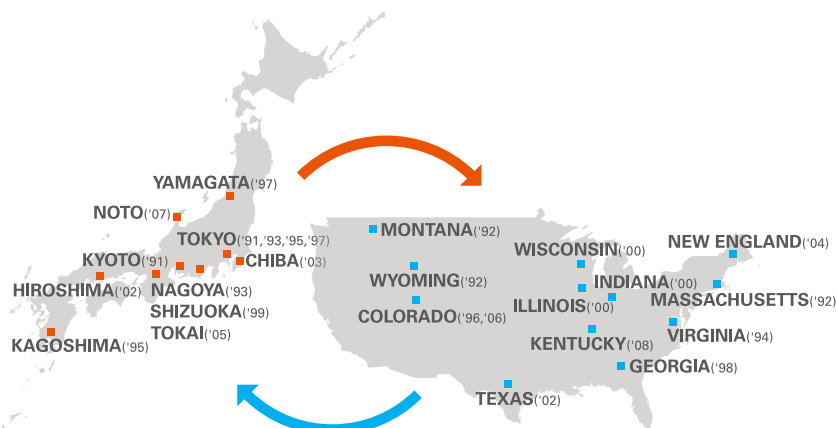 YAMAGATA('97)
NOTO('07)
TOKYO('91,'93,'95,'97)
KYOTO('91)
CHIBA('03)
HIROSHIMA('02)
NAGOYA('93)
SHIZUOKA('99)
TOKAI('05)
KAGOSHIMA('95)
MONTANA('92)
WISCONSIN('00)
NEW ENGLAND('04)
WYOMING('92)
INDIANA('00)
ILLINOIS('00)
MASSACHUSETTS('92)
COLORADO('96,'06)
KENTUCKY('08)
VIRGINIA('94)
GEORGIA('98)
TEXAS('02)